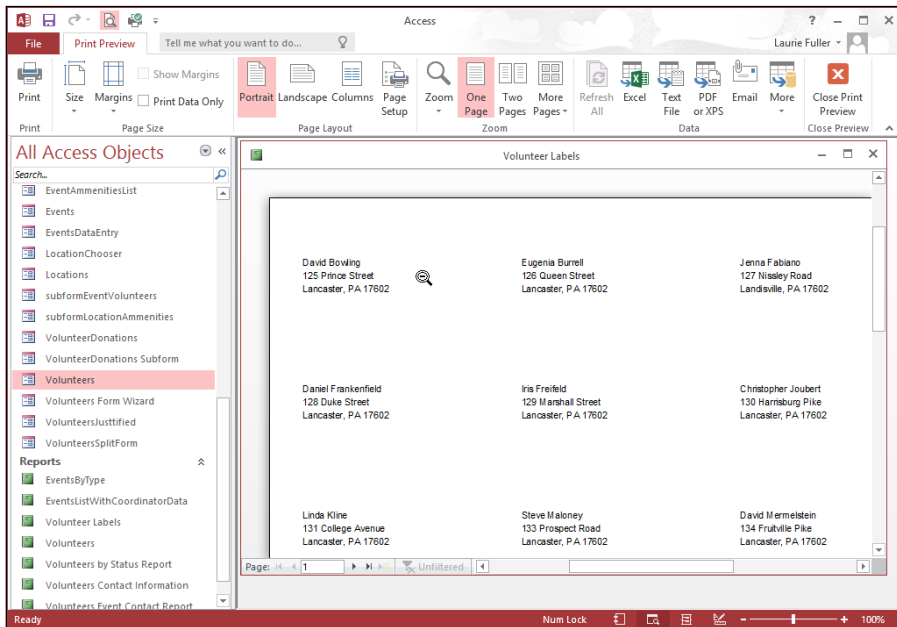 Access
?
File
Print Preview
Tell me what you want to do...
Laurie Fuller
Print
Size
Margins
Show Margins
Print Data Only
Portrait
Landscape
Columns
Page Setup
Zoom
One Page
Two Pages
More Pages
Refresh All
Excel
Text File
PDF or XPS
Email
More
Close Print Preview
Print
Page Size
Page Layout
Zoom
Data
Close Preview
All Access Objects
Search...
EventAmmenitiesList
Events
EventsDataEntry
LocationChooser
Locations
subformEventVolunteers
subformLocationAmmenities
VolunteerDonations
VolunteerDonations Subform
Volunteers
Volunteers Form Wizard
VolunteersJusttified
VolunteersSplitForm
Reports
EventsByType
EventsListWithCoordinatorData
Volunteer Labels
Volunteers
Volunteers by Status Report
Volunteers Contact Information
Volunteers Event Contact Report
Volunteer Labels
David Bowling
125 Prince Street
Lancaster, PA 17602
Eugenia Burrell
126 Queen Street
Lancaster, PA 17602
Jenna Fabiano
127 Nissley Road
Landisville, PA 17602
Daniel Frankenfield
128 Duke Street
Lancaster, PA 17602
Iris Freifeld
129 Marshall Street
Lancaster, PA 17602
Christopher Joubert
130 Harrisburg Pike
Lancaster, PA 17602
Linda Kline
131 College Avenue
Lancaster, PA 17602
Steve Maloney
133 Prospect Road
Lancaster, PA 17602
David Mermelstein
134 Fruitville Pike
Lancaster, PA 17602
Page: 1
Unfiltered
Ready
Num Lock
100%